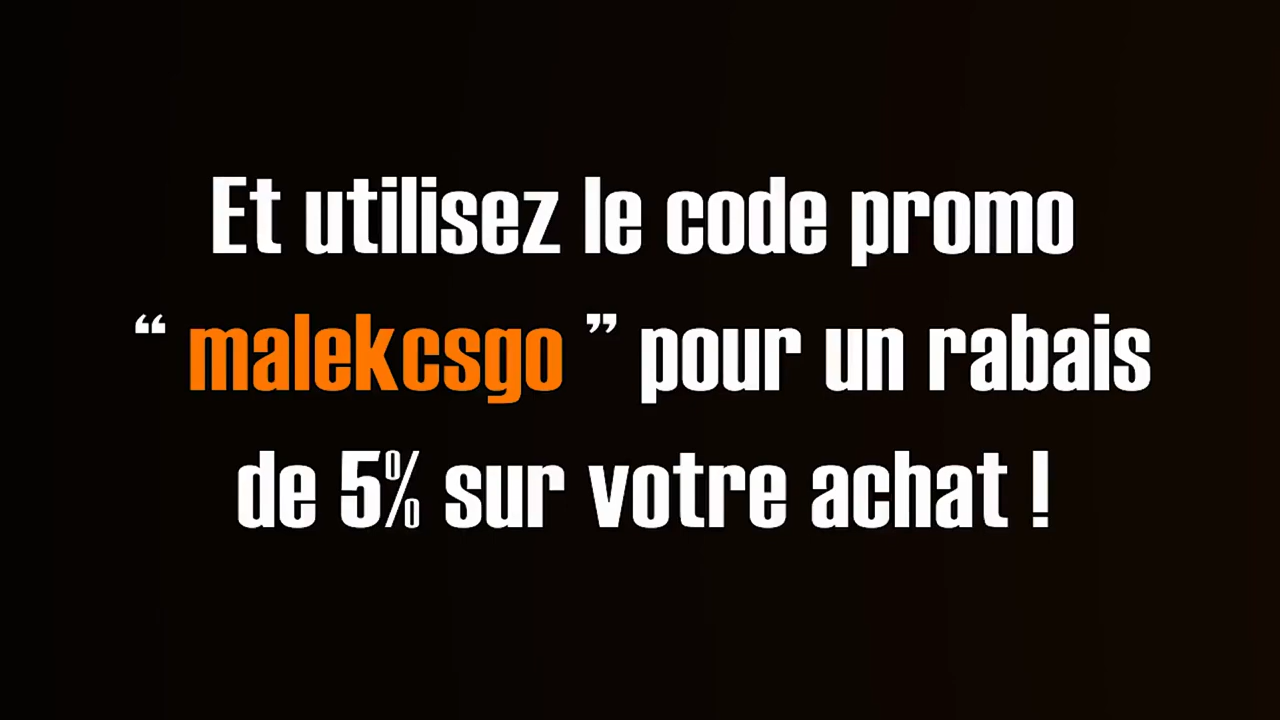 Et utilisez le code promo
“ malekcsgo ” pour un rabais
de 5% sur votre achat !